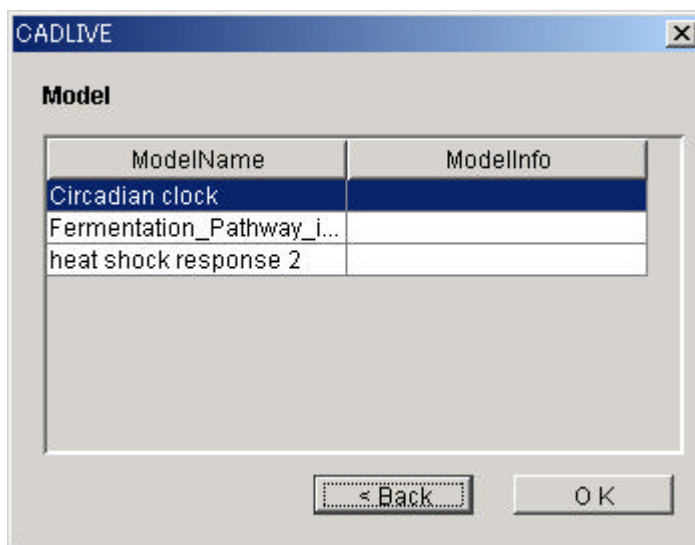 CADLIVE
Model
ModelName ModelInfo
Circadian clock
Fermentation_Pathway_i...
heat shock response 2
< Back OK